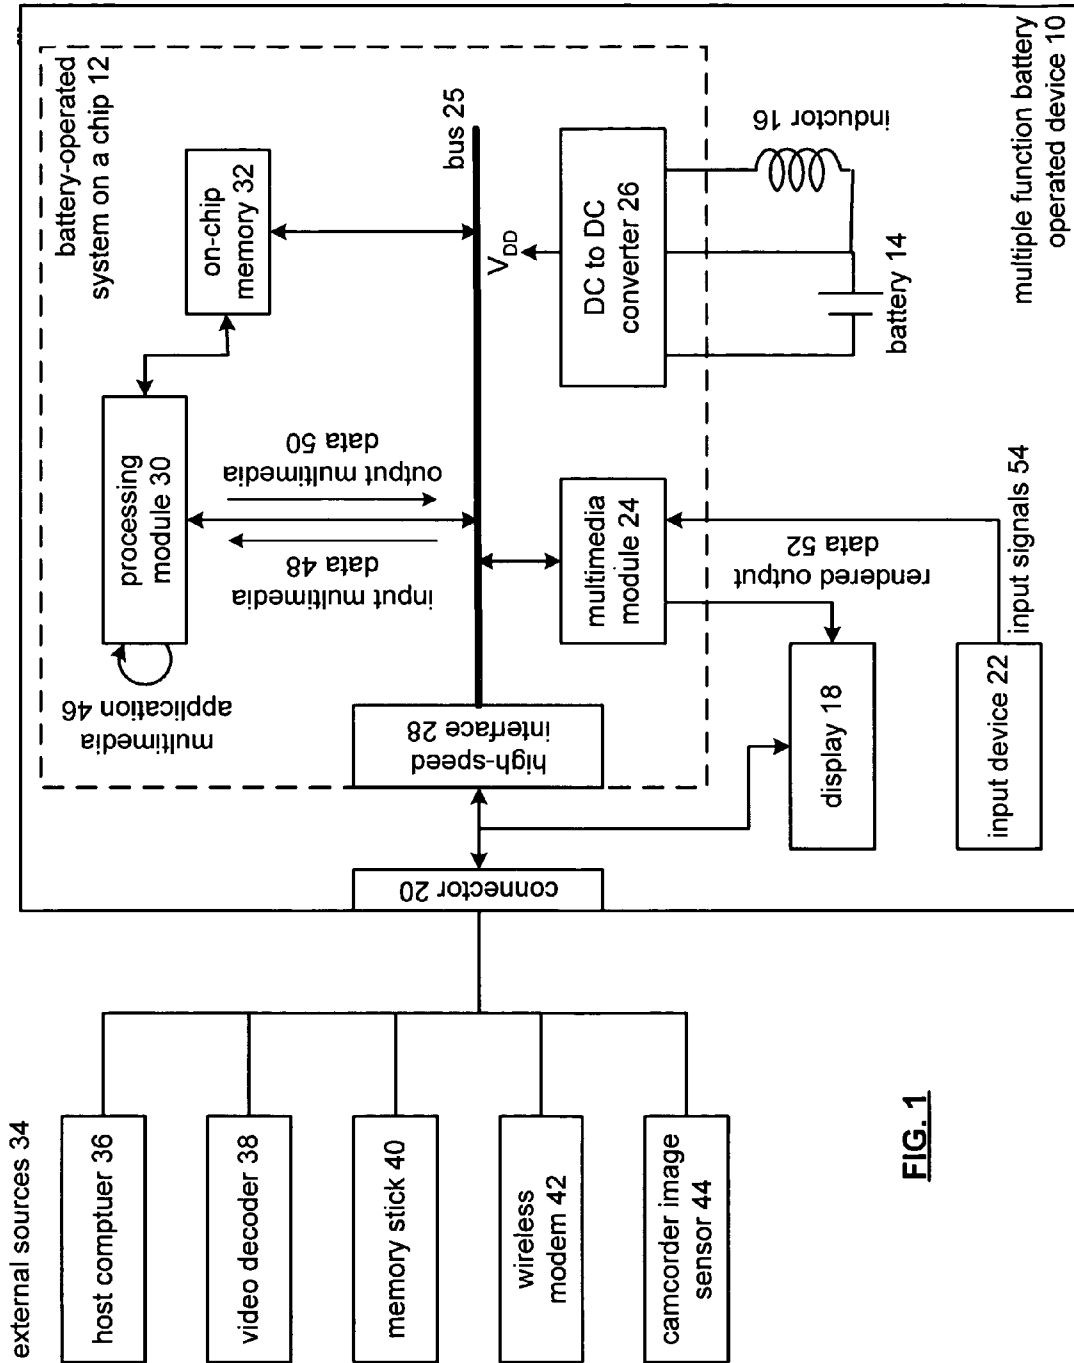 external sources 34
host comptuer 36
video decoder 38
memory stick 40
wireless
modem 42
camcorder image
sensor 44
connector 20
high-speed
interface 28
multimedia
application 46
processing
module 30
input multimedia
data 48
output multimedia
data 50
on-chip
memory 32
battery-operated
system on a chip 12
bus 25
multimedia
module 24
V_DD
DC to DC
converter 26
inductor 16
battery 14
rendered output
data 52
display 18
input device 22
input signals 54
multiple function battery
operated device 10
FIG. 1